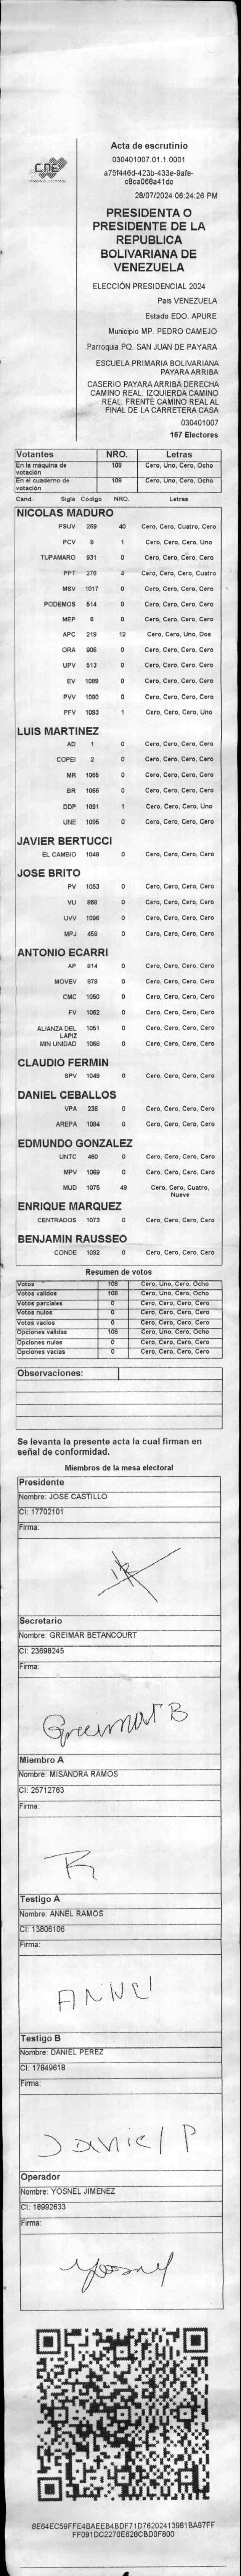 CNE
Acta de escrutinio
030401007.01.1.0001
a75f446d-423b-433e-9afe-
c8ca068a41dc
28/07/2024 06:24:26 PM
PRESIDENTA O
PRESIDENTE DE LA
REPUBLICA
BOLIVARIANA DE
VENEZUELA
ELECCIÓN PRESIDENCIAL 2024
Pais VENEZUELA
Estado EDO. APURE
Municipio MP. PEDRO CAMEJO
Parroquia PQ. SAN JUAN DE PAYARA
ESCUELA PRIMARIA BOLIVARIANA
PAYARA ARRIBA
CASERIO PAYARA ARRIBA DERECHA
CAMINO REAL. IZQUIERDA CAMINO
REAL. FRENTE CAMINO REAL AL
FINAL DE LA CARRETERA CASA
030401007
167 Electores
Votantes NRO. Letras
En la máquina de votación 108 Cero, Uno, Cero, Ocho
En el cuaderno de votación 108 Cero, Uno, Cero, Ocho
Cand. Sigla Código NRO. Letras
NICOLAS MADURO
PSUV 269 40 Cero, Cero, Cuatro, Cero
PCV 9 1 Cero, Cero, Cero, Uno
TUPAMARO 931 0 Cero, Cero, Cero, Cero
PPT 276 4 Cero, Cero, Cero, Cuatro
MSV 1017 0 Cero, Cero, Cero, Cero
PODEMOS 514 0 Cero, Cero, Cero, Cero
MEP 6 0 Cero, Cero, Cero, Cero
APC 219 12 Cero, Cero, Uno, Dos
ORA 906 0 Cero, Cero, Cero, Cero
UPV 513 0 Cero, Cero, Cero, Cero
EV 1089 0 Cero, Cero, Cero, Cero
PVV 1090 0 Cero, Cero, Cero, Cero
PFV 1093 1 Cero, Cero, Cero, Uno
LUIS MARTINEZ
AD 1 0 Cero, Cero, Cero, Cero
COPEI 2 0 Cero, Cero, Cero, Cero
MR 1065 0 Cero, Cero, Cero, Cero
BR 1066 0 Cero, Cero, Cero, Cero
DDP 1091 1 Cero, Cero, Cero, Uno
UNE 1095 0 Cero, Cero, Cero, Cero
JAVIER BERTUCCI
EL CAMBIO 1048 0 Cero, Cero, Cero, Cero
JOSE BRITO
PV 1053 0 Cero, Cero, Cero, Cero
VU 868 0 Cero, Cero, Cero, Cero
UVV 1096 0 Cero, Cero, Cero, Cero
MPJ 458 0 Cero, Cero, Cero, Cero
ANTONIO ECARRI
AP 814 0 Cero, Cero, Cero, Cero
MOVEV 878 0 Cero, Cero, Cero, Cero
CMC 1050 0 Cero, Cero, Cero, Cero
FV 1062 0 Cero, Cero, Cero, Cero
ALIANZA DEL LAPIZ 1051 0 Cero, Cero, Cero, Cero
MIN UNIDAD 1058 0 Cero, Cero, Cero, Cero
CLAUDIO FERMIN
SPV 1049 0 Cero, Cero, Cero, Cero
DANIEL CEBALLOS
VPA 236 0 Cero, Cero, Cero, Cero
AREPA 1094 0 Cero, Cero, Cero, Cero
EDMUNDO GONZALEZ
UNTC 460 0 Cero, Cero, Cero, Cero
MPV 1069 0 Cero, Cero, Cero, Cero
MUD 1075 49 Cero, Cero, Cuatro, Nueve
ENRIQUE MARQUEZ
CENTRADOS 1073 0 Cero, Cero, Cero, Cero
BENJAMIN RAUSSEO
CONDE 1092 0 Cero, Cero, Cero, Cero
Resumen de votos
Votos 108 Cero, Uno, Cero, Ocho
Votos validos 108 Cero, Uno, Cero, Ocho
Votos parciales 0 Cero, Cero, Cero, Cero
Votos nulos 0 Cero, Cero, Cero, Cero
Votos vacios 0 Cero, Cero, Cero, Cero
Opciones validas 108 Cero, Uno, Cero, Ocho
Opciones nulas 0 Cero, Cero, Cero, Cero
Opciones vacias 0 Cero, Cero, Cero, Cero
Observaciones:
Se levanta la presente acta la cual firman en
señal de conformidad.
Miembros de la mesa electoral
Presidente
Nombre: JOSE CASTILLO
CI: 17702101
Firma:
Secretario
Nombre: GREIMAR BETANCOURT
CI: 23698245
Firma:
Greimart B
Miembro A
Nombre: MISANDRA RAMOS
CI: 25712763
Firma:
R
Testigo A
Nombre: ANNEL RAMOS
CI: 13806106
Firma:
ANNel
Testigo B
Nombre: DANIEL PEREZ
CI: 17849618
Firma:
Daniel P
Operador
Nombre: YOSNEL JIMENEZ
CI: 18992633
Firma:
Yosnel
8E64EC59FFE4BAEEB4BDF71D76202413981BA97FF
FF091DC2270E628CBD0F800